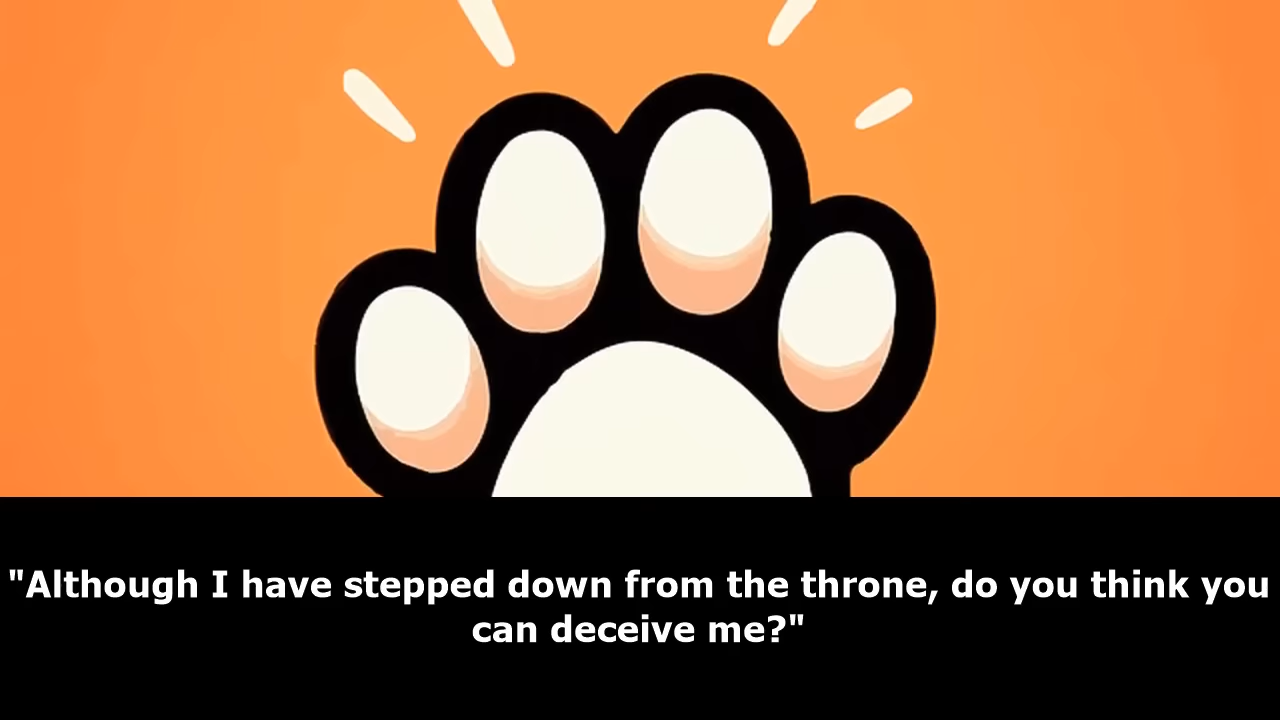 "Although I have stepped down from the throne, do you think you
can deceive me?"